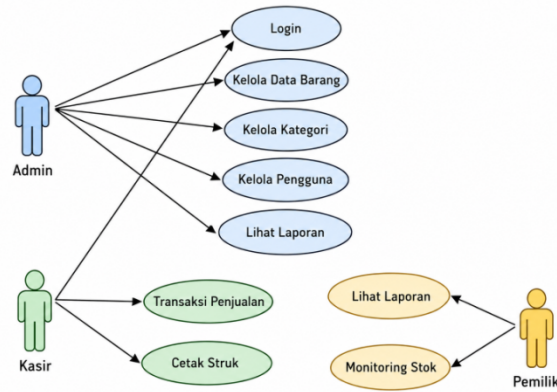 Login
Kelola Data Barang
Kelola Kategori
Kelola Pengguna
Lihat Laporan
Admin
Transaksi Penjualan
Cetak Struk
Kasir
Lihat Laporan
Monitoring Stok
Pemilik